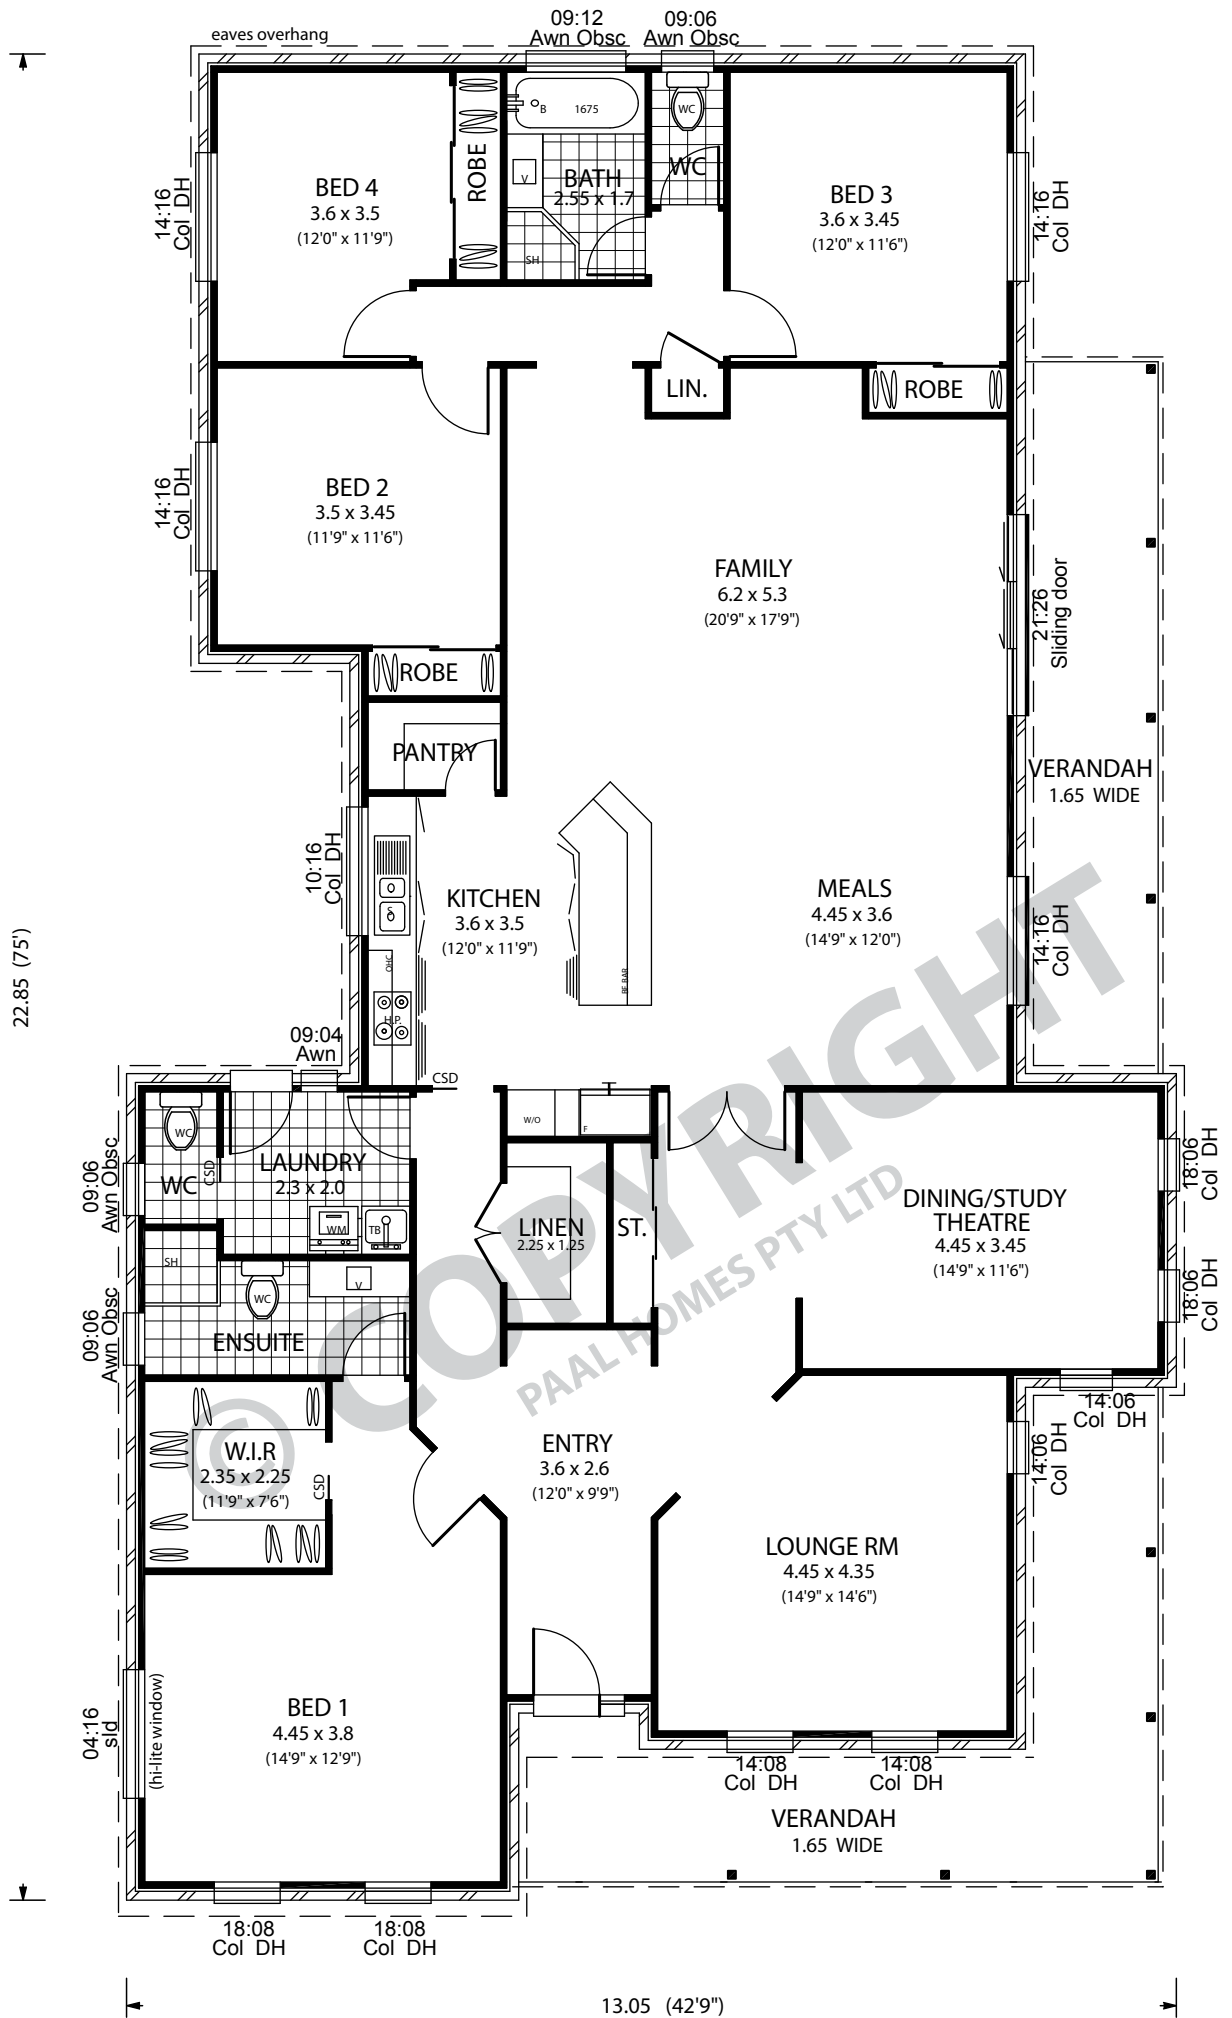 eaves overhang
09:12
Awn Obsc
09:06
Awn Obsc
BED 4
3.6 x 3.5
(12'0" x 11'9")
14:16
Col DH
ROBE
B
1675
V
BATH
2.55 x 1.7
SH
WC
WC
BED 3
3.6 x 3.45
(12'0" x 11'6")
14:16
Col DH
LIN.
ROBE
BED 2
3.5 x 3.45
(11'9" x 11'6")
14:16
Col DH
ROBE
FAMILY
6.2 x 5.3
(20'9" x 17'9")
21:26
Sliding door
PANTRY
VERANDAH
1.65 WIDE
10:16
Col DH
S
KITCHEN
3.6 x 3.5
(12'0" x 11'9")
OHC
H.P.
BF BAR
MEALS
4.45 x 3.6
(14'9" x 12'0")
14:16
Col DH
22.85 (75')
09:04
Awn
CSD
WC
WC
CSD
09:06
Awn Obsc
LAUNDRY
2.3 x 2.0
WM
TB
W/O
F
LINEN
2.25 x 1.25
ST.
DINING/STUDY
THEATRE
4.45 x 3.45
(14'9" x 11'6")
18:06
Col DH
18:06
Col DH
SH
WC
V
ENSUITE
09:06
Awn Obsc
14:06
Col DH
14:06
Col DH
W.I.R
2.35 x 2.25
(11'9" x 7'6")
CSD
ENTRY
3.6 x 2.6
(12'0" x 9'9")
LOUNGE RM
4.45 x 4.35
(14'9" x 14'6")
BED 1
4.45 x 3.8
(14'9" x 12'9")
04:16
sld
(hi-lite window)
14:08
Col DH
14:08
Col DH
VERANDAH
1.65 WIDE
18:08
Col DH
18:08
Col DH
13.05 (42'9")
© COPYRIGHT
PAAL HOMES PTY LTD